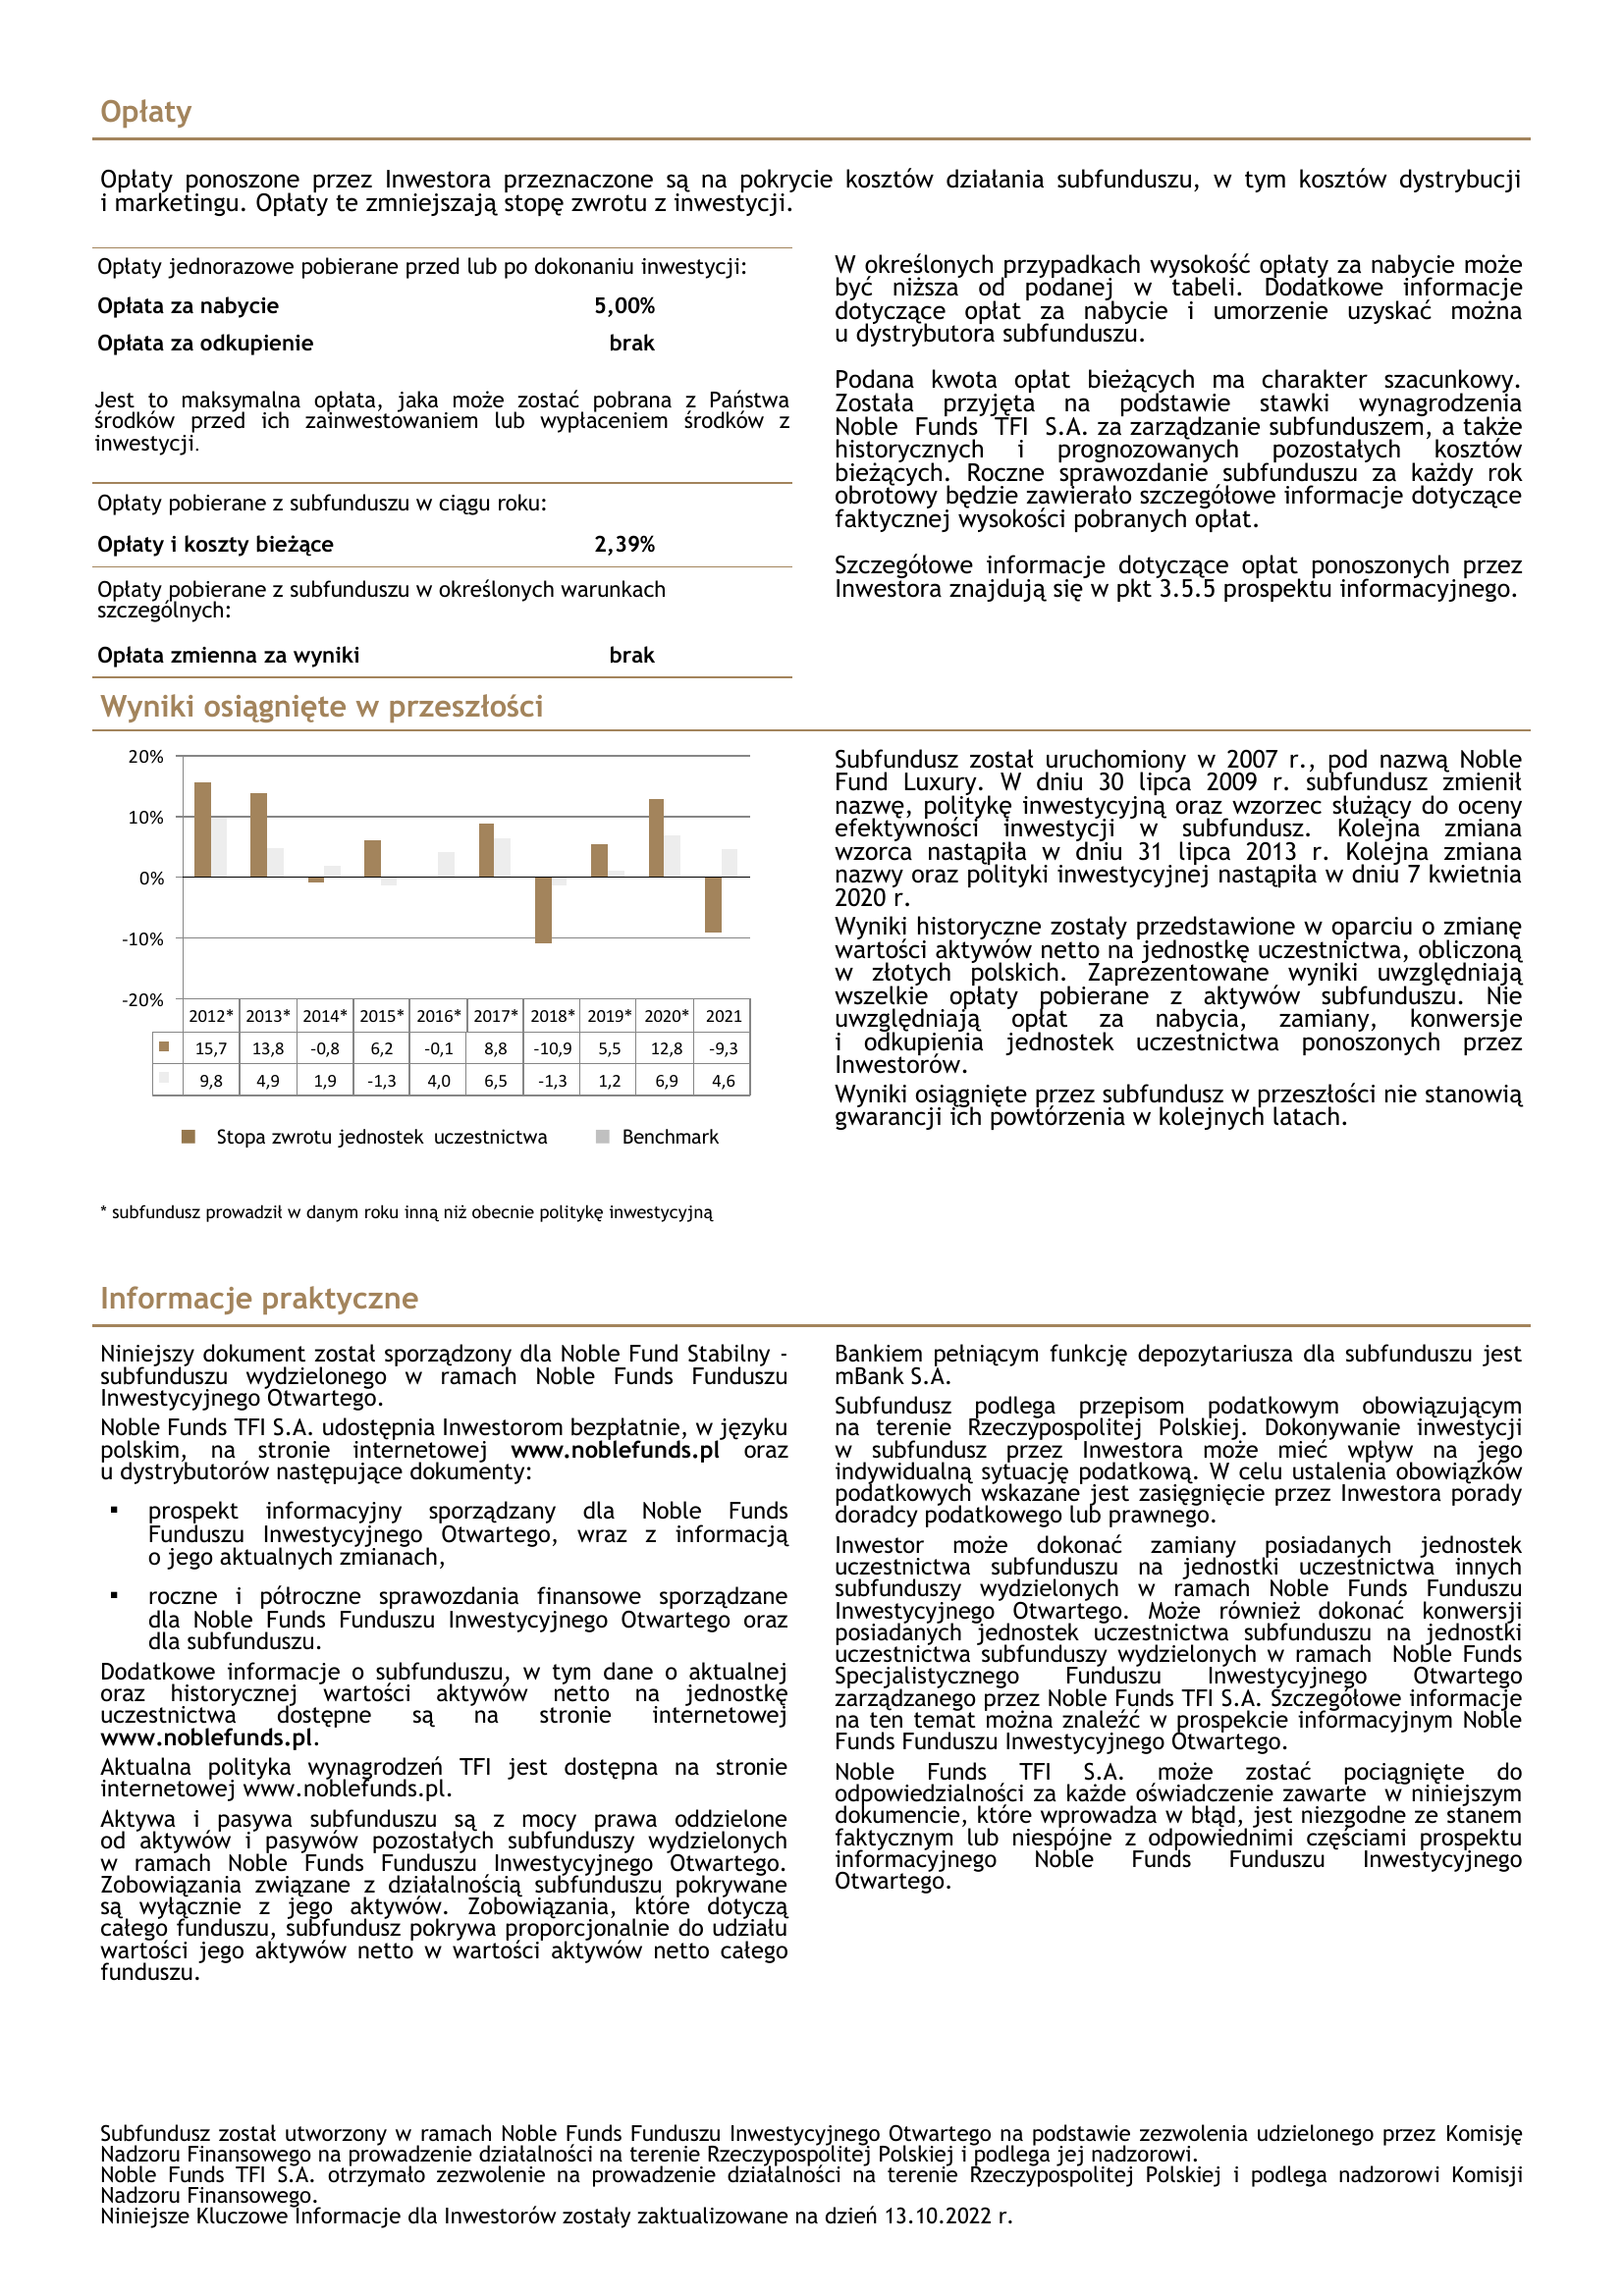 Opłaty
Opłaty ponoszone przez Inwestora przeznaczone są na pokrycie kosztów działania subfunduszu, w tym kosztów dystrybucji
i marketingu. Opłaty te zmniejszają stopę zwrotu z inwestycji.
Opłaty jednorazowe pobierane przed lub po dokonaniu inwestycji:
Opłata za nabycie 5,00%
Opłata za odkupienie brak
Jest to maksymalna opłata, jaka może zostać pobrana z Państwa
środków przed ich zainwestowaniem lub wypłaceniem środków z
inwestycji.
Opłaty pobierane z subfunduszu w ciągu roku:
Opłaty i koszty bieżące 2,39%
Opłaty pobierane z subfunduszu w określonych warunkach
szczególnych:
Opłata zmienna za wyniki brak
W określonych przypadkach wysokość opłaty za nabycie może
być niższa od podanej w tabeli. Dodatkowe informacje
dotyczące opłat za nabycie i umorzenie uzyskać można
u dystrybutora subfunduszu.
Podana kwota opłat bieżących ma charakter szacunkowy.
Została przyjęta na podstawie stawki wynagrodzenia
Noble Funds TFI S.A. za zarządzanie subfunduszem, a także
historycznych i prognozowanych pozostałych kosztów
bieżących. Roczne sprawozdanie subfunduszu za każdy rok
obrotowy będzie zawierało szczegółowe informacje dotyczące
faktycznej wysokości pobranych opłat.
Szczegółowe informacje dotyczące opłat ponoszonych przez
Inwestora znajdują się w pkt 3.5.5 prospektu informacyjnego.
Wyniki osiągnięte w przeszłości
20%
10%
0%
-10%
-20%
2012* 2013* 2014* 2015* 2016* 2017* 2018* 2019* 2020* 2021
15,7 13,8 -0,8 6,2 -0,1 8,8 -10,9 5,5 12,8 -9,3
9,8 4,9 1,9 -1,3 4,0 6,5 -1,3 1,2 6,9 4,6
Stopa zwrotu jednostek uczestnictwa Benchmark
* subfundusz prowadził w danym roku inną niż obecnie politykę inwestycyjną
Subfundusz został uruchomiony w 2007 r., pod nazwą Noble
Fund Luxury. W dniu 30 lipca 2009 r. subfundusz zmienił
nazwę, politykę inwestycyjną oraz wzorzec służący do oceny
efektywności inwestycji w subfundusz. Kolejna zmiana
wzorca nastąpiła w dniu 31 lipca 2013 r. Kolejna zmiana
nazwy oraz polityki inwestycyjnej nastąpiła w dniu 7 kwietnia
2020 r.
Wyniki historyczne zostały przedstawione w oparciu o zmianę
wartości aktywów netto na jednostkę uczestnictwa, obliczoną
w złotych polskich. Zaprezentowane wyniki uwzględniają
wszelkie opłaty pobierane z aktywów subfunduszu. Nie
uwzględniają opłat za nabycia, zamiany, konwersje
i odkupienia jednostek uczestnictwa ponoszonych przez
Inwestorów.
Wyniki osiągnięte przez subfundusz w przeszłości nie stanowią
gwarancji ich powtórzenia w kolejnych latach.
Informacje praktyczne
Niniejszy dokument został sporządzony dla Noble Fund Stabilny -
subfunduszu wydzielonego w ramach Noble Funds Funduszu
Inwestycyjnego Otwartego.
Noble Funds TFI S.A. udostępnia Inwestorom bezpłatnie, w języku
polskim, na stronie internetowej www.noblefunds.pl oraz
u dystrybutorów następujące dokumenty:
▪ prospekt informacyjny sporządzany dla Noble Funds
Funduszu Inwestycyjnego Otwartego, wraz z informacją
o jego aktualnych zmianach,
▪ roczne i półroczne sprawozdania finansowe sporządzane
dla Noble Funds Funduszu Inwestycyjnego Otwartego oraz
dla subfunduszu.
Dodatkowe informacje o subfunduszu, w tym dane o aktualnej
oraz historycznej wartości aktywów netto na jednostkę
uczestnictwa dostępne są na stronie internetowej
www.noblefunds.pl.
Aktualna polityka wynagrodzeń TFI jest dostępna na stronie
internetowej www.noblefunds.pl.
Aktywa i pasywa subfunduszu są z mocy prawa oddzielone
od aktywów i pasywów pozostałych subfunduszy wydzielonych
w ramach Noble Funds Funduszu Inwestycyjnego Otwartego.
Zobowiązania związane z działalnością subfunduszu pokrywane
są wyłącznie z jego aktywów. Zobowiązania, które dotyczą
całego funduszu, subfundusz pokrywa proporcjonalnie do udziału
wartości jego aktywów netto w wartości aktywów netto całego
funduszu.
Bankiem pełniącym funkcję depozytariusza dla subfunduszu jest
mBank S.A.
Subfundusz podlega przepisom podatkowym obowiązującym
na terenie Rzeczypospolitej Polskiej. Dokonywanie inwestycji
w subfundusz przez Inwestora może mieć wpływ na jego
indywidualną sytuację podatkową. W celu ustalenia obowiązków
podatkowych wskazane jest zasięgnięcie przez Inwestora porady
doradcy podatkowego lub prawnego.
Inwestor może dokonać zamiany posiadanych jednostek
uczestnictwa subfunduszu na jednostki uczestnictwa innych
subfunduszy wydzielonych w ramach Noble Funds Funduszu
Inwestycyjnego Otwartego. Może również dokonać konwersji
posiadanych jednostek uczestnictwa subfunduszu na jednostki
uczestnictwa subfunduszy wydzielonych w ramach Noble Funds
Specjalistycznego Funduszu Inwestycyjnego Otwartego
zarządzanego przez Noble Funds TFI S.A. Szczegółowe informacje
na ten temat można znaleźć w prospekcie informacyjnym Noble
Funds Funduszu Inwestycyjnego Otwartego.
Noble Funds TFI S.A. może zostać pociągnięte do
odpowiedzialności za każde oświadczenie zawarte w niniejszym
dokumencie, które wprowadza w błąd, jest niezgodne ze stanem
faktycznym lub niespójne z odpowiednimi częściami prospektu
informacyjnego Noble Funds Funduszu Inwestycyjnego
Otwartego.
Subfundusz został utworzony w ramach Noble Funds Funduszu Inwestycyjnego Otwartego na podstawie zezwolenia udzielonego przez Komisję
Nadzoru Finansowego na prowadzenie działalności na terenie Rzeczypospolitej Polskiej i podlega jej nadzorowi.
Noble Funds TFI S.A. otrzymało zezwolenie na prowadzenie działalności na terenie Rzeczypospolitej Polskiej i podlega nadzorowi Komisji
Nadzoru Finansowego.
Niniejsze Kluczowe Informacje dla Inwestorów zostały zaktualizowane na dzień 13.10.2022 r.